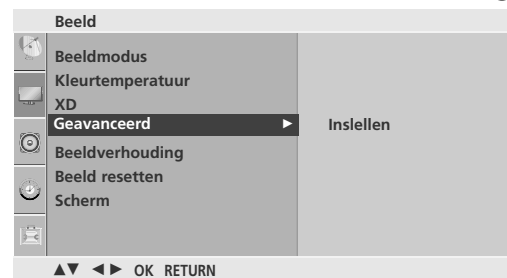 Beeld
Beeldmodus
Kleurtemperatuur
XD
Geavanceerd ► Inslellen
Beeldverhouding
Beeld resetten
Scherm
▲▼ ◄► OK RETURN